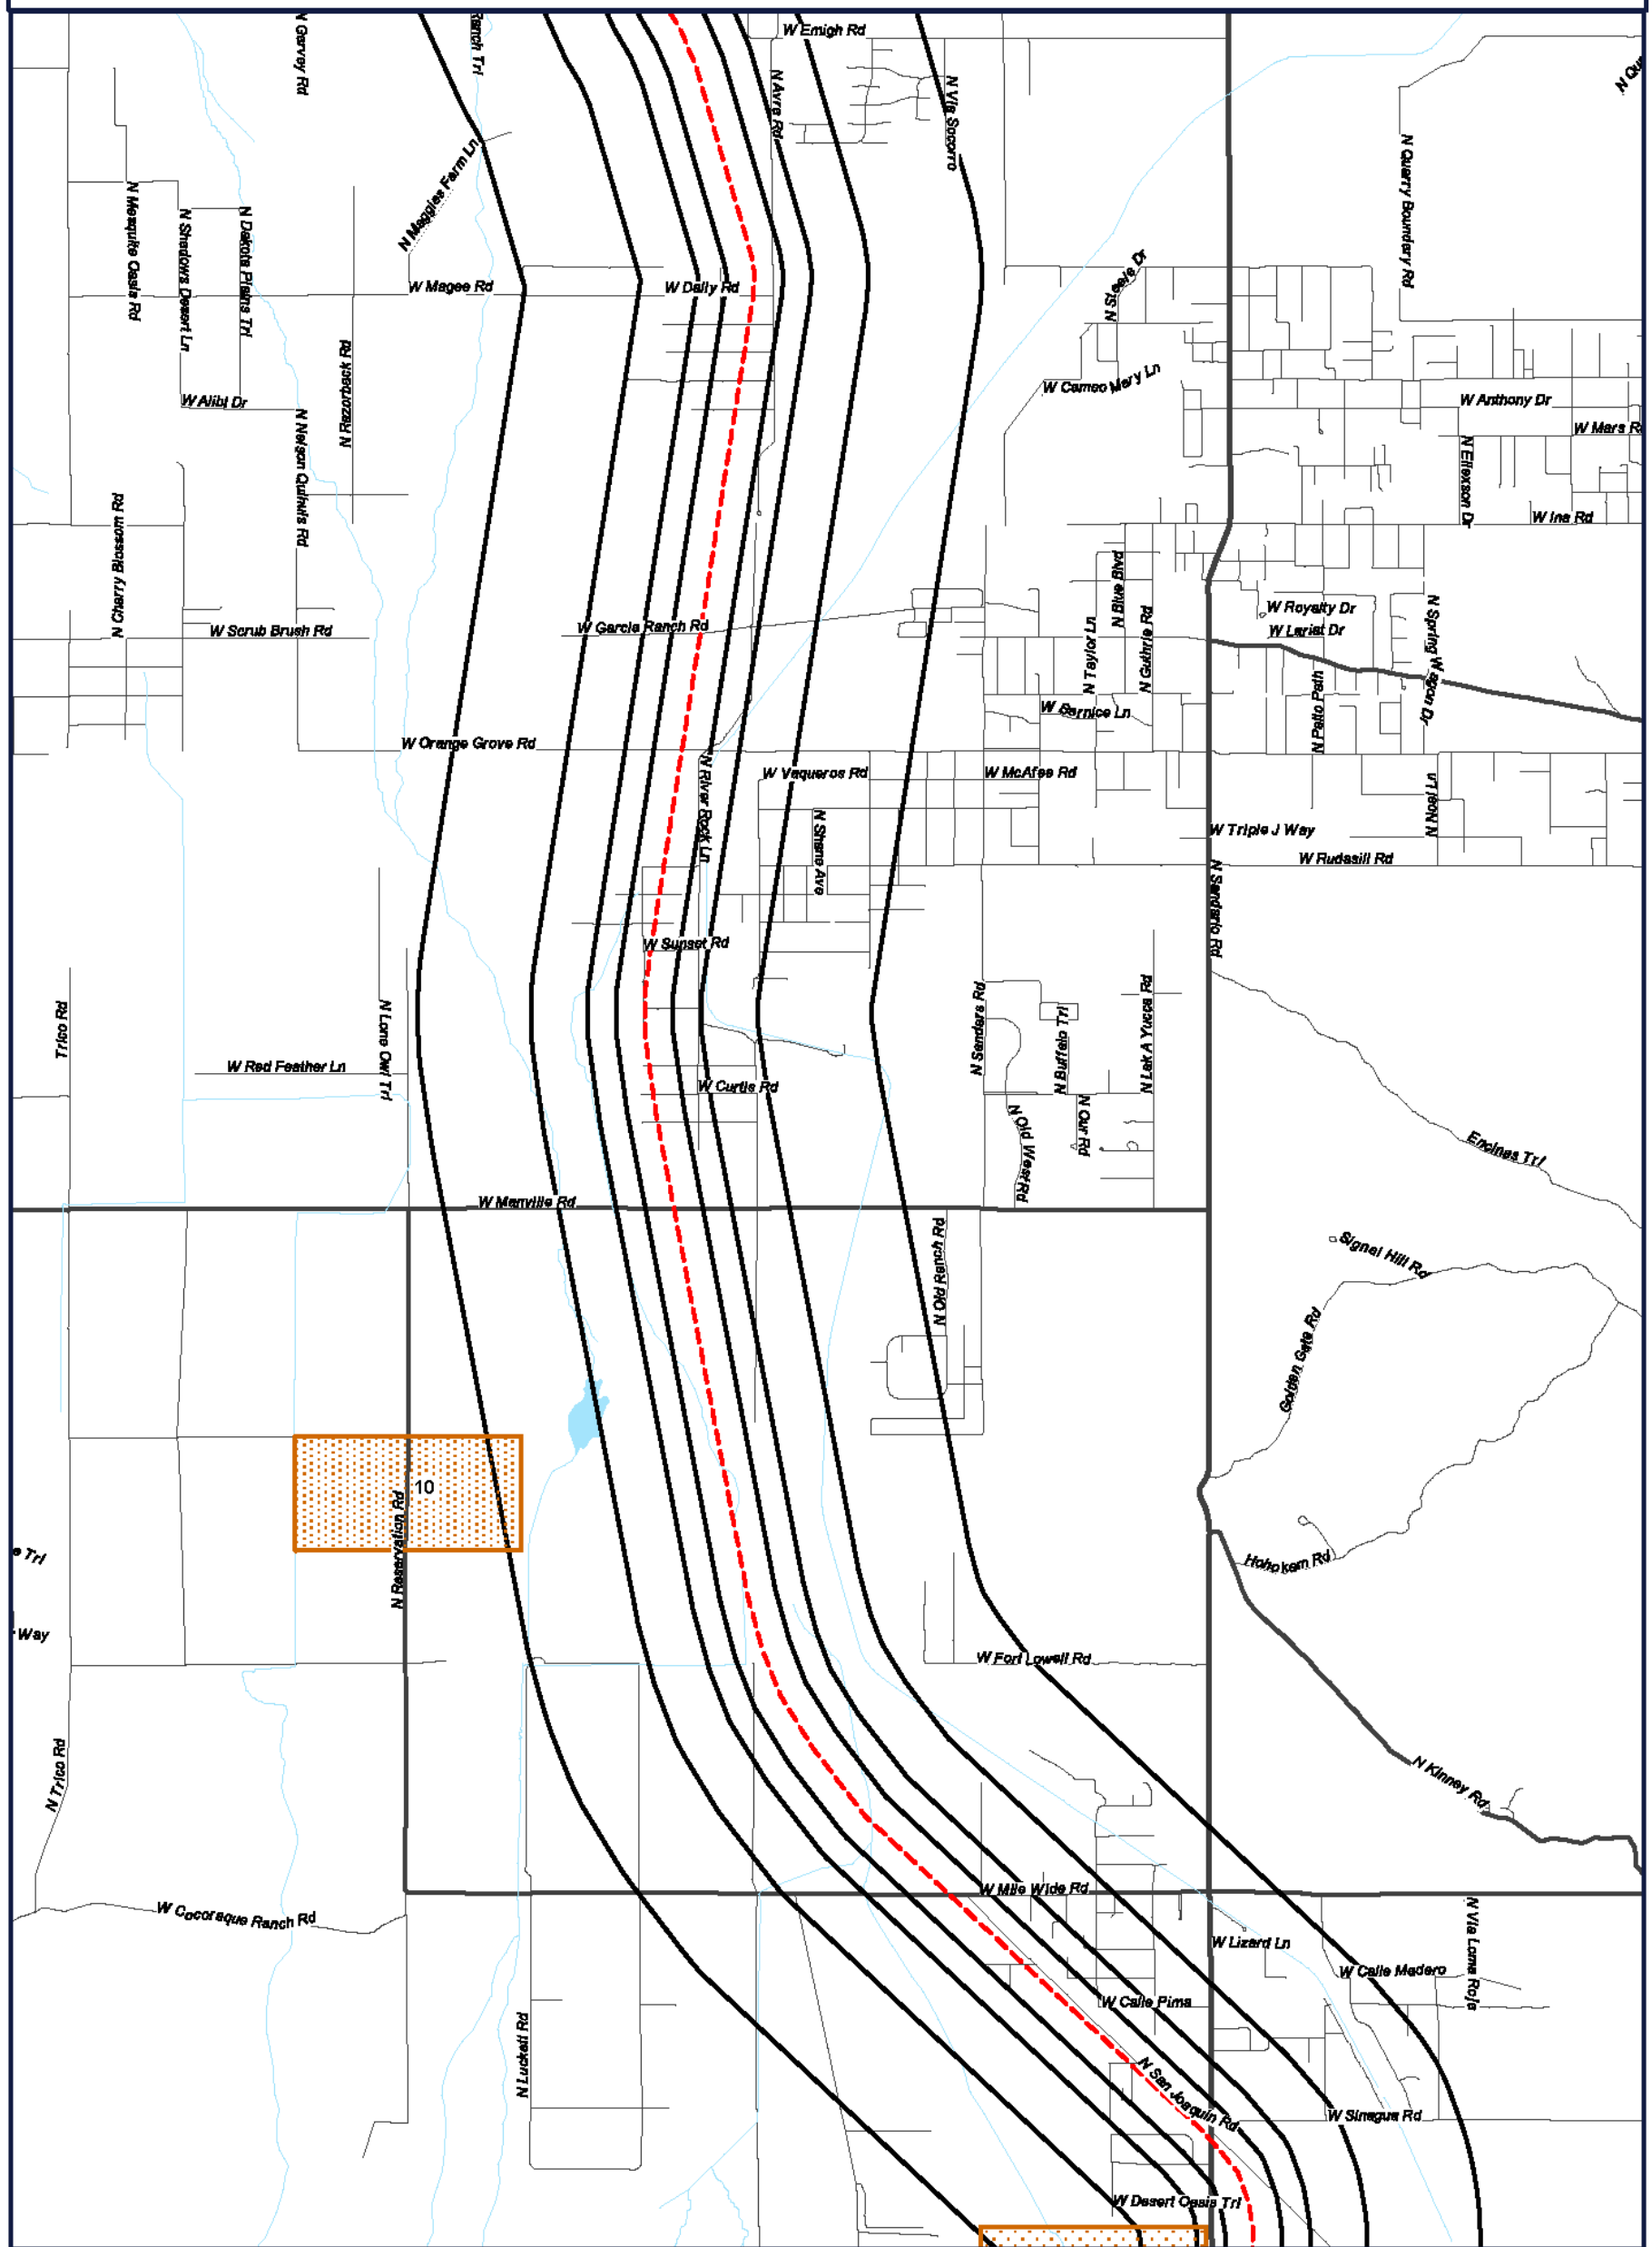 W Emigh Rd
N Garvey Rd
Ranch Trl
N Avra Rd
N Via Socorro
N Quarry Boundary Rd
N Maggies Farm Ln
N Mesquite Oasis Rd
N Shadows Desert Ln
N Dakota Plains Trl
W Magee Rd
W Daily Rd
N Steele Dr
N Razorback Rd
W Cameo Mary Ln
W Alibi Dr
W Anthony Dr
W Mars R
N Nelson Quihuis Rd
N Ellexson Dr
N Cherry Blossom Rd
W Ina Rd
N Blue Blvd
W Royalty Dr
W Scrub Brush Rd
W Garcia Ranch Rd
W Lariat Dr
N Taylor Ln
N Guthrie Rd
N Spring Wagon Dr
N Patto Path
W Bernice Ln
W Orange Grove Rd
N River Rock Ln
W Vaqueros Rd
W McAfee Rd
N Noel Ln
N Shane Ave
W Triple J Way
W Rudasill Rd
N Sandario Rd
W Sunset Rd
Trico Rd
N Lone Owl Trl
N Sanders Rd
N Buffalo Trl
N Lek A Yucca Rd
W Red Feather Ln
W Curtis Rd
N Old West Rd
N Our Rd
Encinas Trl
W Manville Rd
N Old Ranch Rd
Signal Hill Rd
Golden Gate Rd
10
N Reservation Rd
e Trl
Hohokam Rd
Way
W Fort Lowell Rd
N Trico Rd
N Kinney Rd
W Mile Wide Rd
W Cocoraque Ranch Rd
W Lizard Ln
N Via Loma Roja
W Calle Madero
W Calle Pima
N Luckett Rd
N San Joaquin Rd
W Sinagua Rd
W Desert Oasis Trl